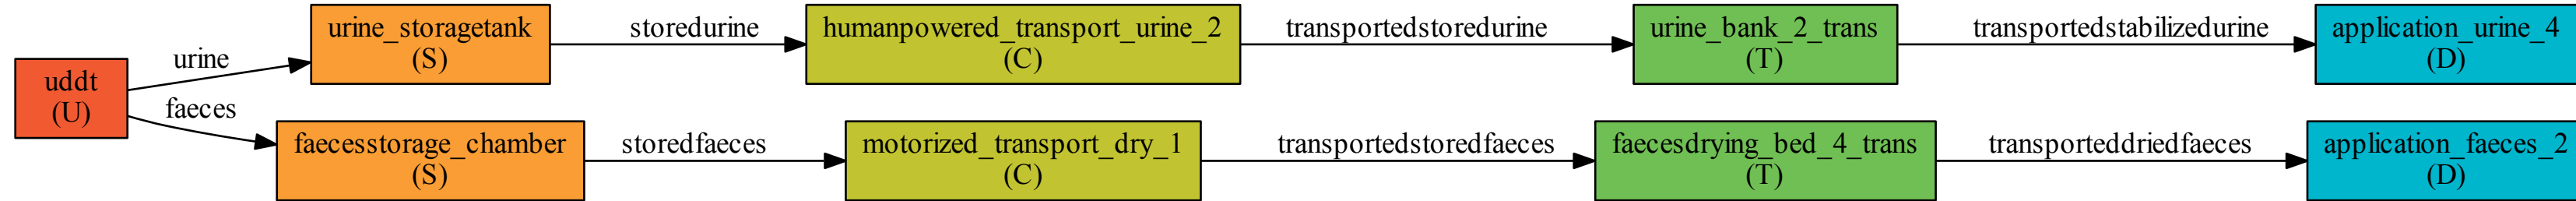 uddt
(U)
urine
faeces
urine_storagetank
(S)
storedurine
humanpowered_transport_urine_2
(C)
transportedstoredurine
urine_bank_2_trans
(T)
transportedstabilizedurine
application_urine_4
(D)
faecesstorage_chamber
(S)
storedfaeces
motorized_transport_dry_1
(C)
transportedstoredfaeces
faecesdrying_bed_4_trans
(T)
transporteddriedfaeces
application_faeces_2
(D)